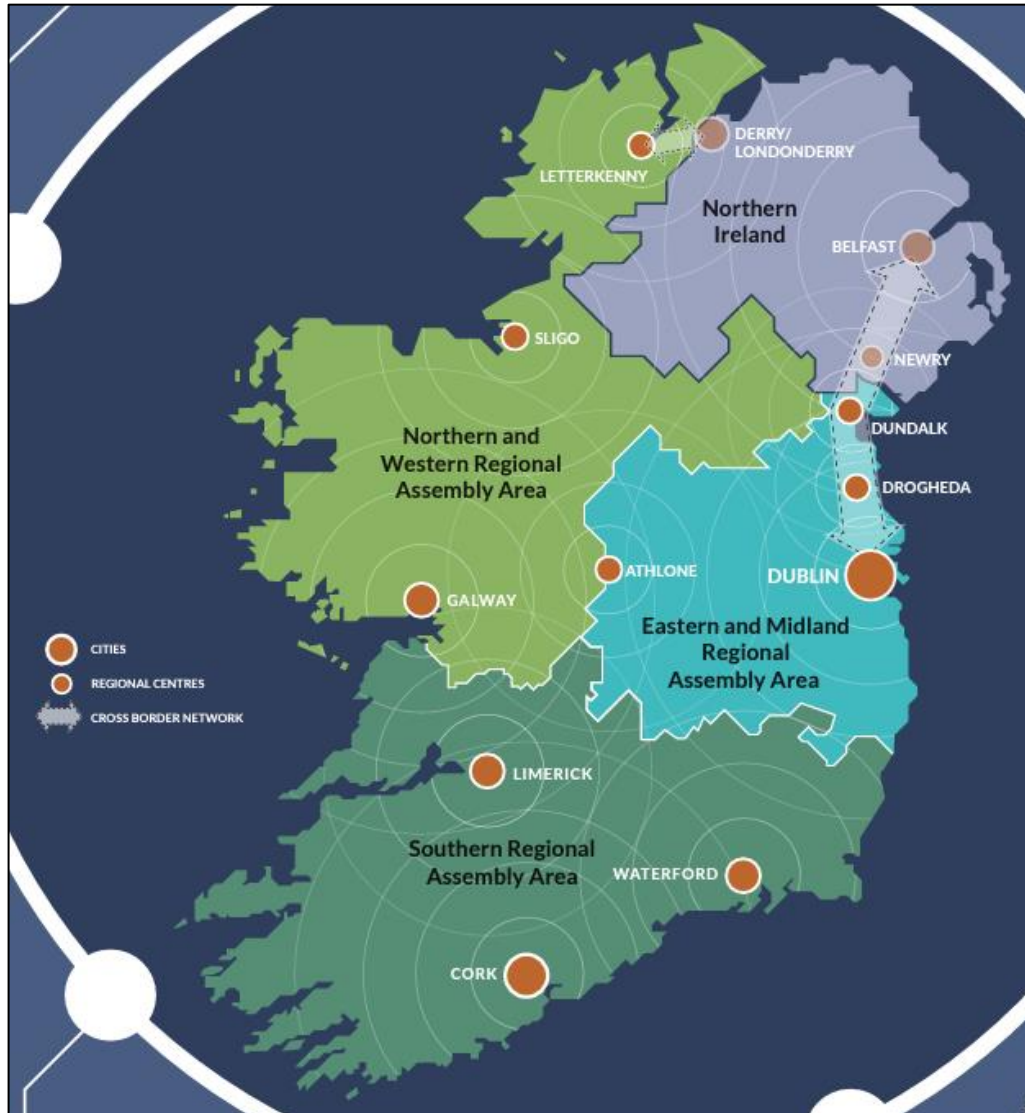 DERRY/
LONDONDERRY
LETTERKENNY
Northern
Ireland
BELFAST
SLIGO
NEWRY
DUNDALK
Northern and
Western Regional
Assembly Area
DROGHEDA
ATHLONE
DUBLIN
GALWAY
Eastern and Midland
Regional
Assembly Area
CITIES
REGIONAL CENTRES
CROSS BORDER NETWORK
LIMERICK
Southern Regional
Assembly Area
WATERFORD
CORK